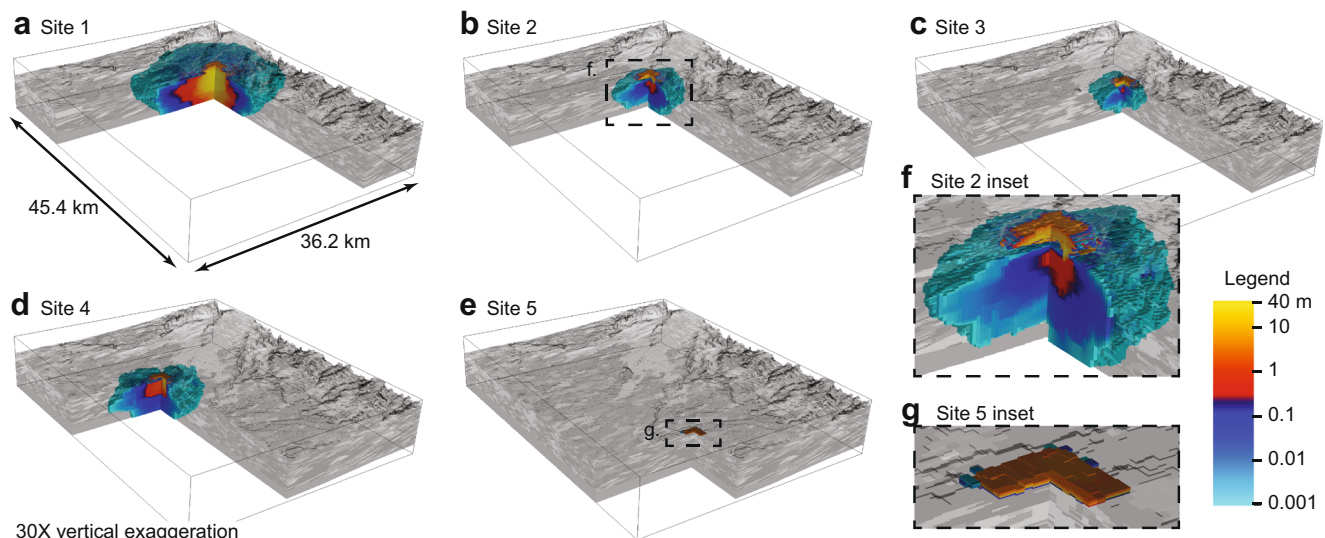 a Site 1
b Site 2
c Site 3
f.
45.4 km
36.2 km
f Site 2 inset
d Site 4
e Site 5
g.
g Site 5 inset
Legend
40 m
10
1
0.1
0.01
0.001
30X vertical exaggeration